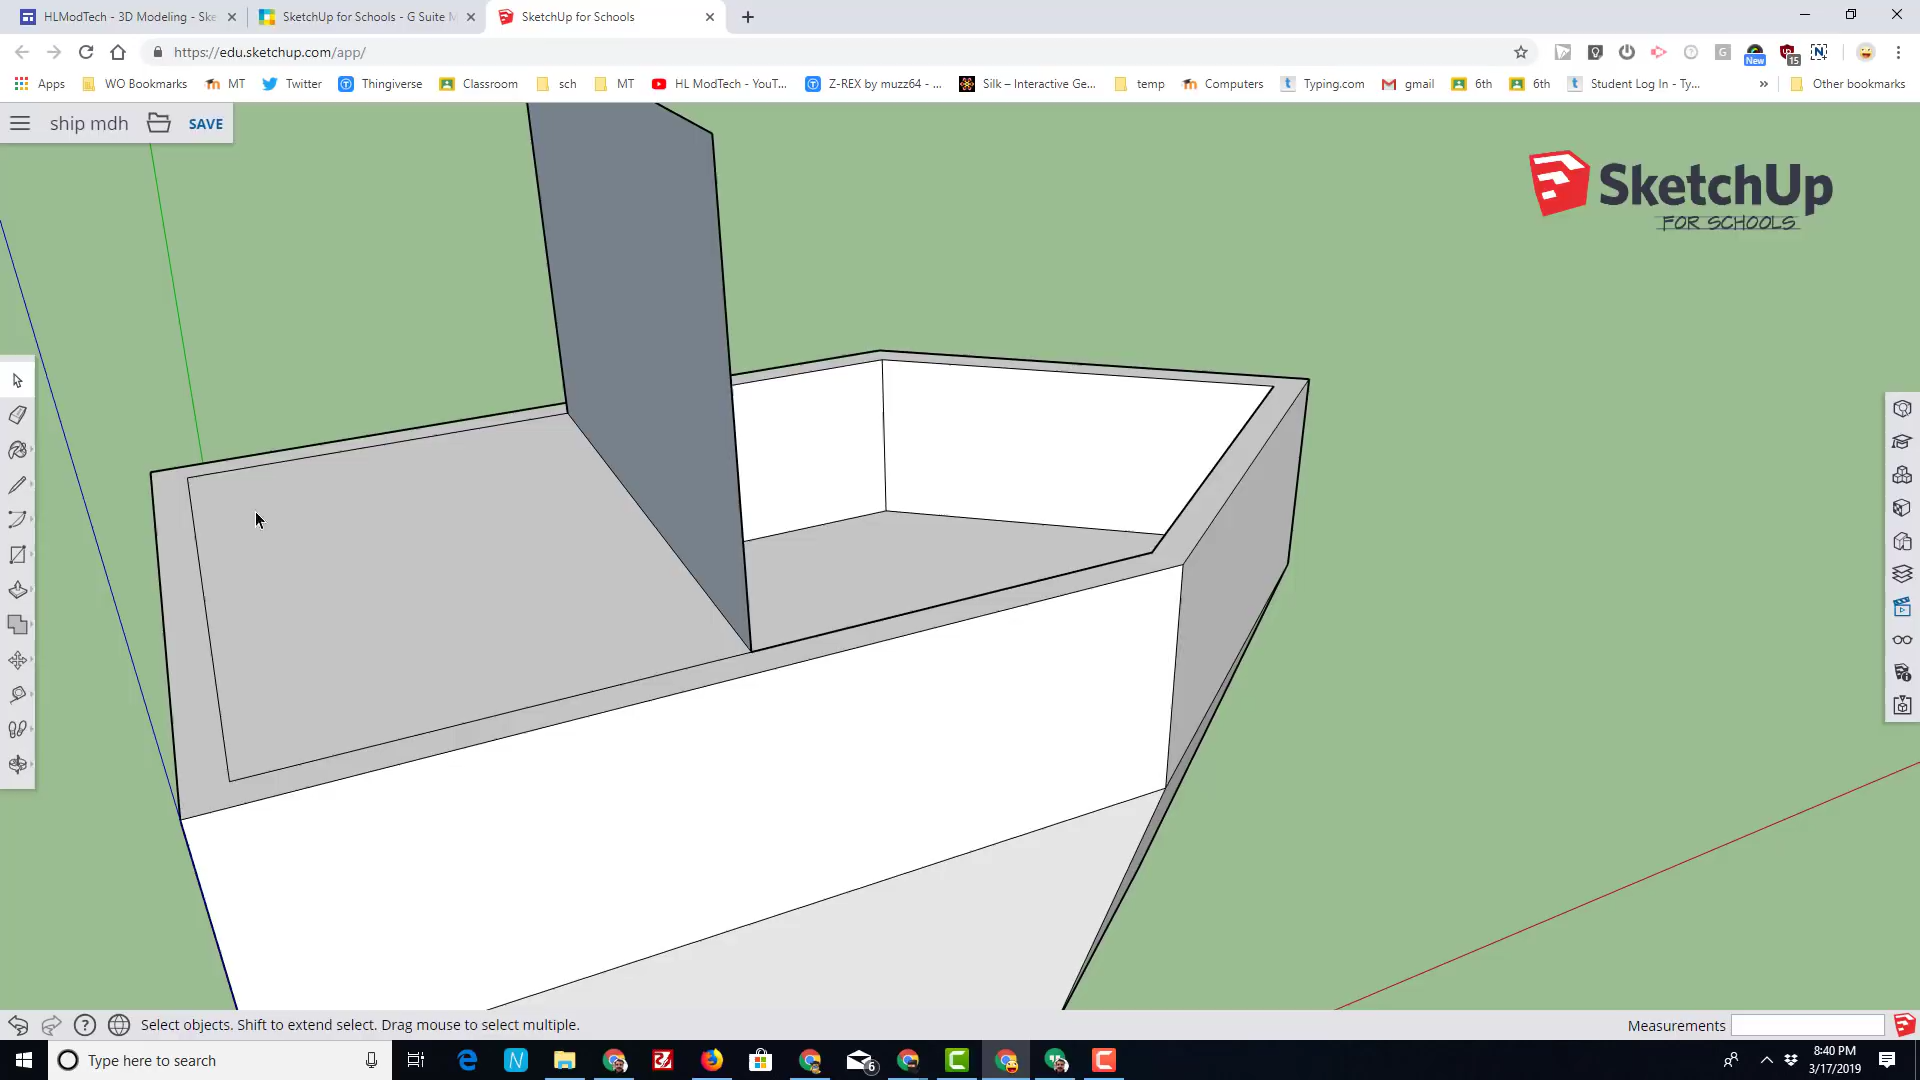 HLModTech - 3D Modeling - Ske
SketchUp for Schools - G Suite M
SketchUp for Schools
https://edu.sketchup.com/app/
Apps
WO Bookmarks
MT
Twitter
Thingiverse
Classroom
sch
MT
HL ModTech - YouT...
Z-REX by muzz64 - ...
Silk – Interactive Ge...
temp
Computers
Typing.com
gmail
6th
6th
Student Log In - Ty...
»
Other bookmarks
New
15
ship mdh
SAVE
SketchUp
FOR SCHOOLS
Select objects. Shift to extend select. Drag mouse to select multiple.
Measurements
Type here to search
6
8:40 PM
3/17/2019